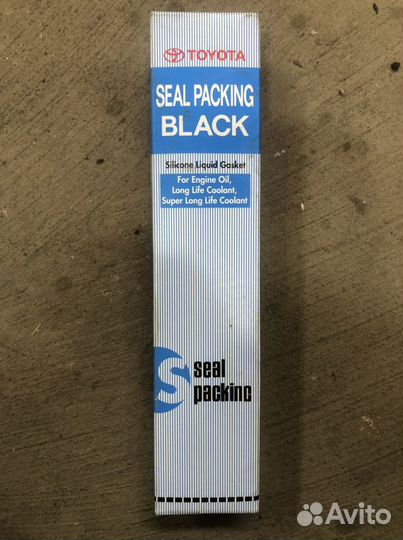 TOYOTA
SEAL PACKING
BLACK
Silicone Liquid Gasket
For Engine Oil,
Long Life Coolant,
Super Long Life Coolant
seal
packing
Avito